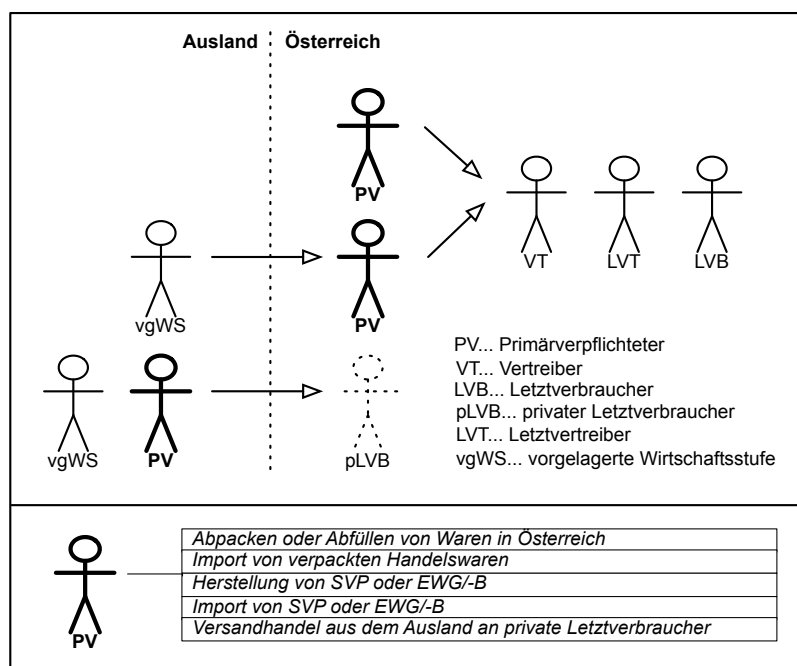 Ausland Österreich
PV
VT LVT LVB
vgWS PV
PV... Primärverpflichteter
VT... Vertreiber
LVB... Letztverbraucher
pLVB... privater Letztverbraucher
LVT... Letztvertreiber
vgWS... vorgelagerte Wirtschaftsstufe
vgWS PV pLVB
Abpacken oder Abfüllen von Waren in Österreich
Import von verpackten Handelswaren
Herstellung von SVP oder EWG/-B
Import von SVP oder EWG/-B
Versandhandel aus dem Ausland an private Letztverbraucher
PV